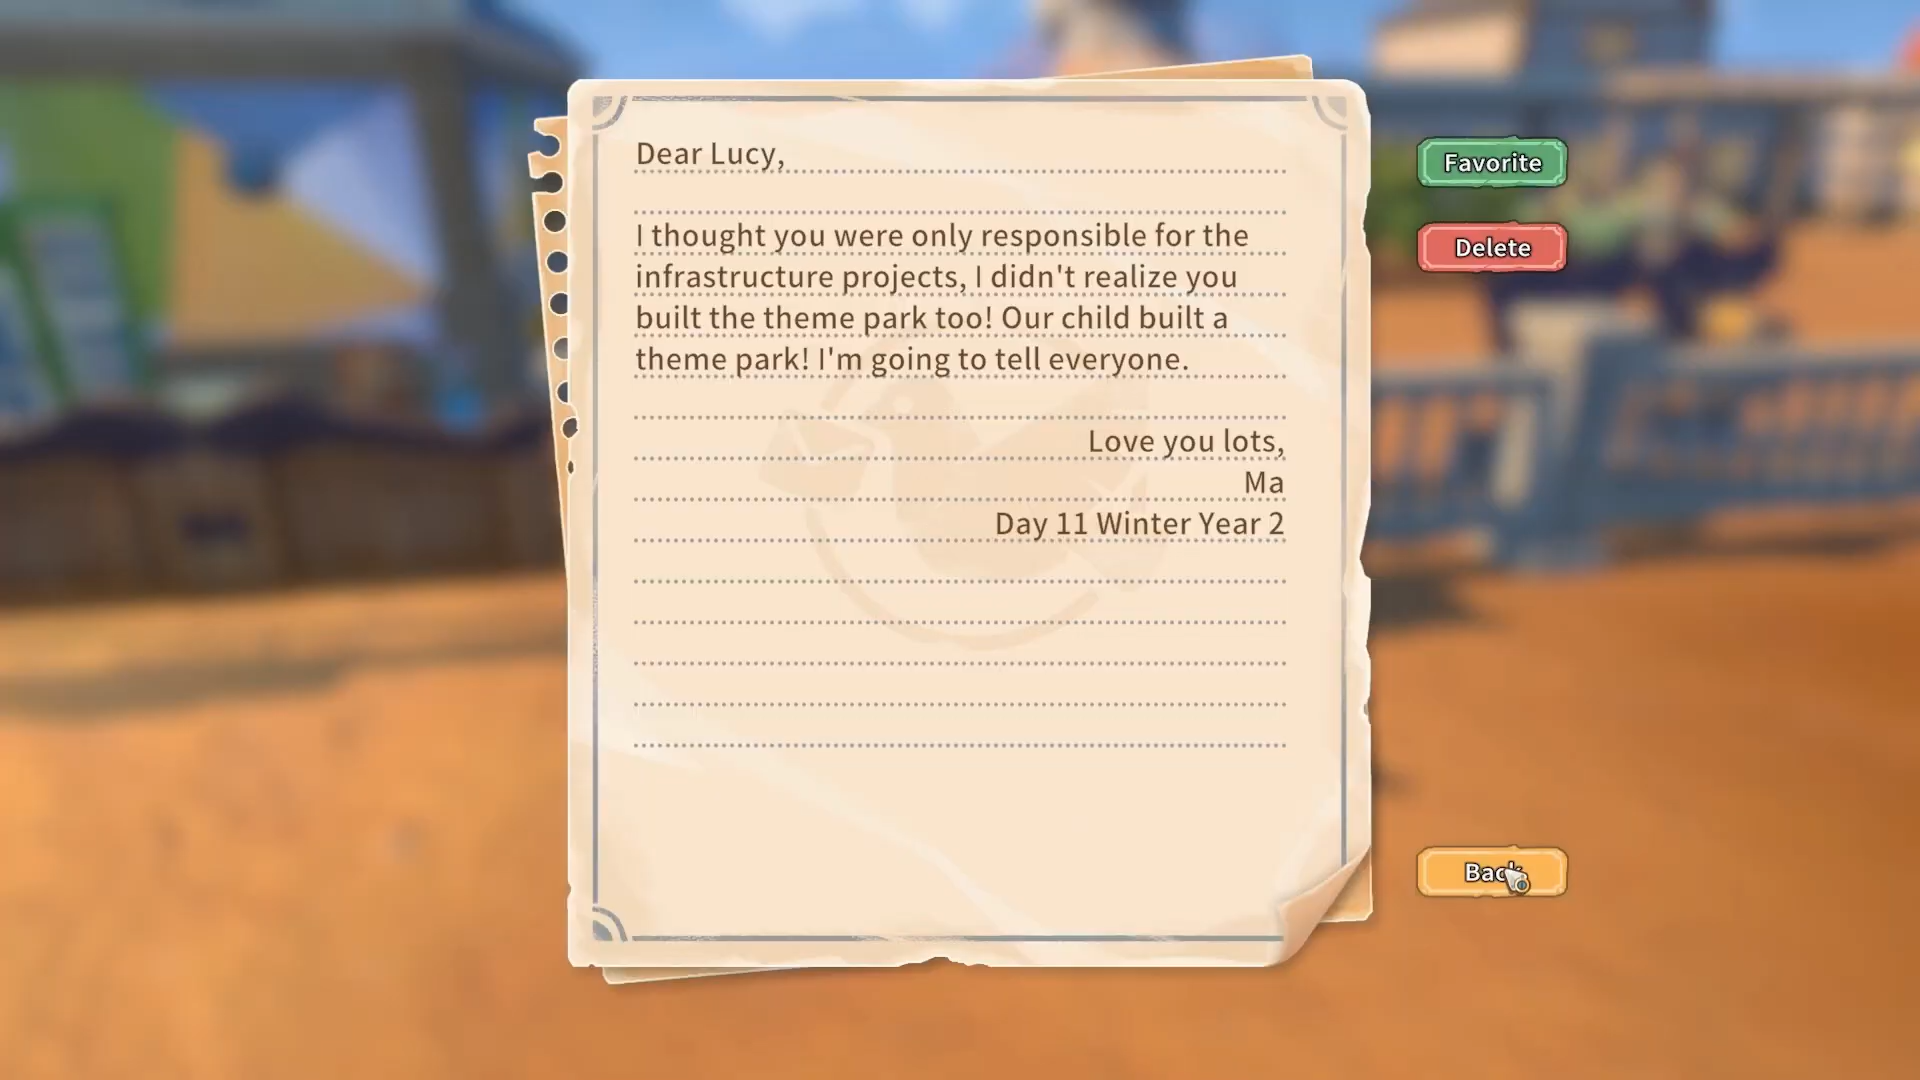 Dear Lucy,
I thought you were only responsible for the
infrastructure projects, I didn't realize you
built the theme park too! Our child built a
theme park! I'm going to tell everyone.
Love you lots,
Ma
Day 11 Winter Year 2
Favorite
Delete
Back